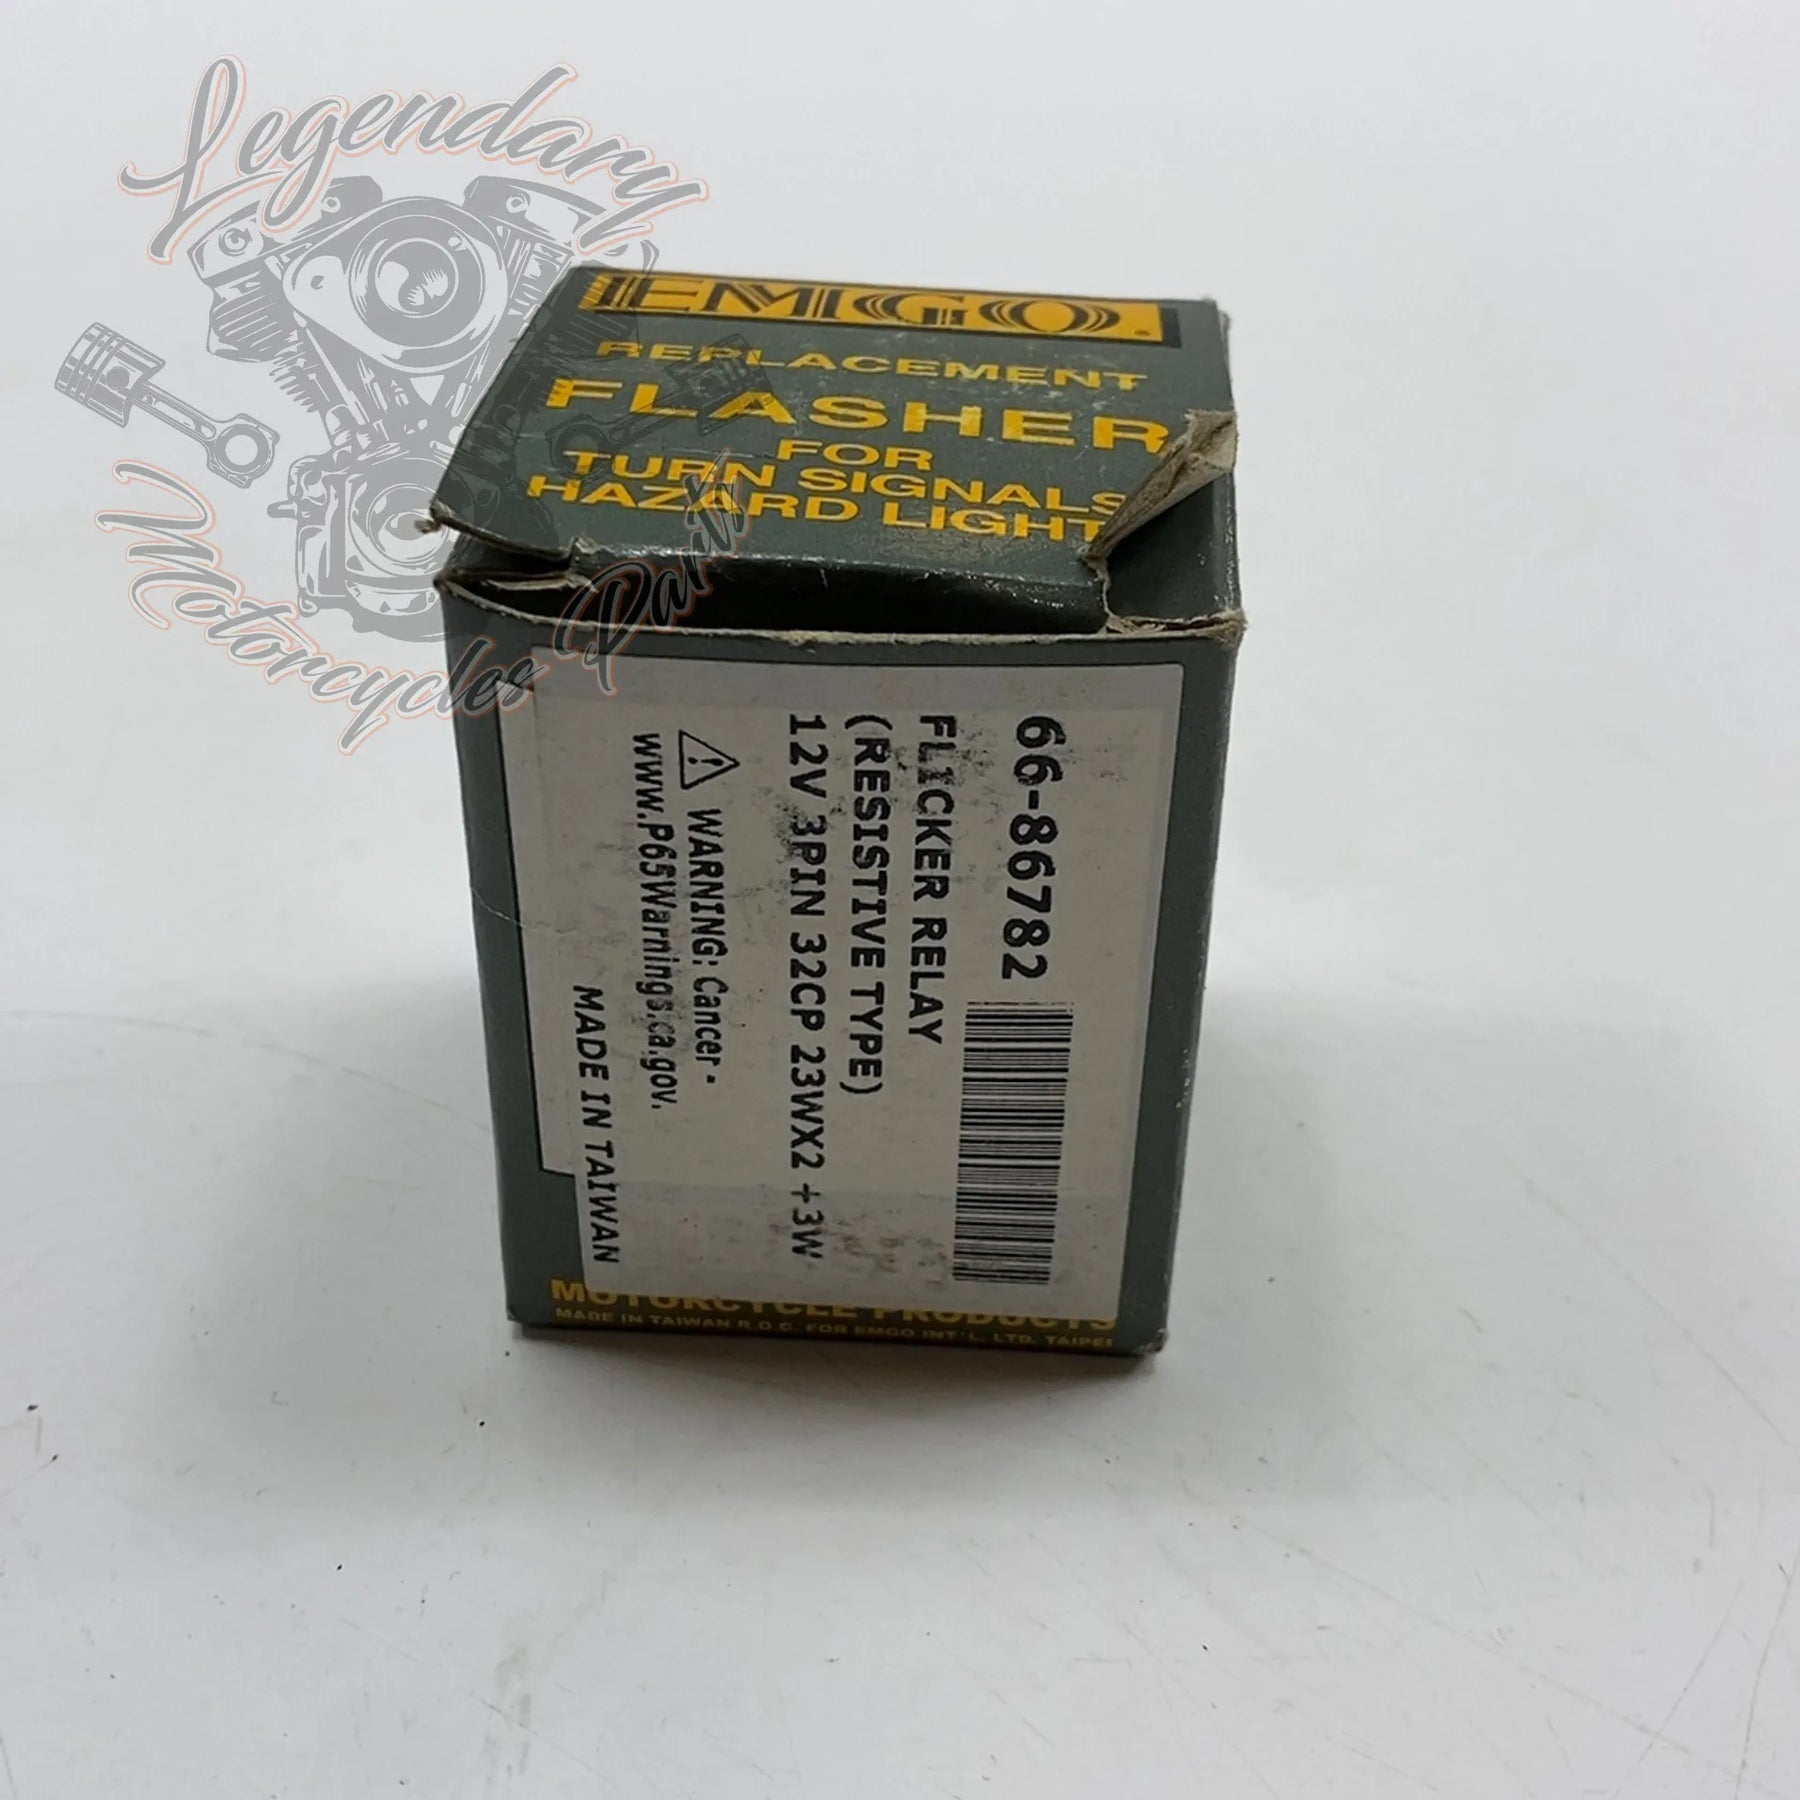 Legendary
Motorcycles Parts
EMGO.
REPLACEMENT
FLASHER
FOR
TURN SIGNALS
HAZARD LIGHT
66-86782
FLICKER RELAY
(RESISTIVE TYPE)
12V 3PIN 32CP 23WX2 +3W
WARNING: Cancer -
www.P65Warnings.ca.gov.
MADE IN TAIWAN
MOTORCYCLE PRODUCTS
MADE IN TAIWAN R.O.C. FOR EMGO INT'L. LTD. TAIPEI